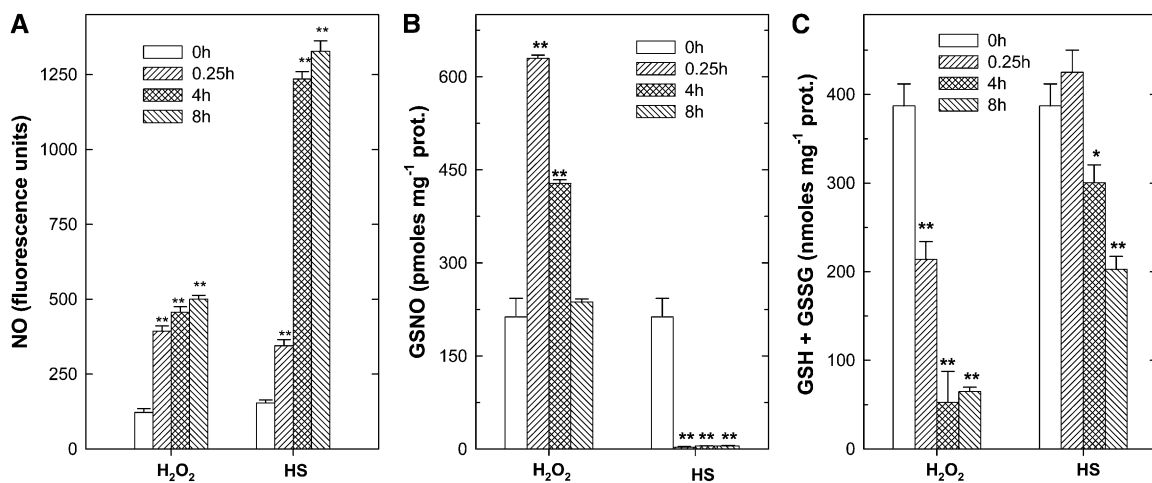 A
NO (fluorescence units)
1250
1000
750
500
250
0
0h
0.25h
4h
8h
**
**
**
**
**
**
H₂O₂
HS
B
GSNO (pmoles mg⁻¹ prot.)
600
450
300
150
0
0h
0.25h
4h
8h
**
**
** ** **
H₂O₂
HS
C
GSH + GSSG (nmoles mg⁻¹ prot.)
400
300
200
100
0
0h
0.25h
4h
8h
**
**
**
*
**
H₂O₂
HS